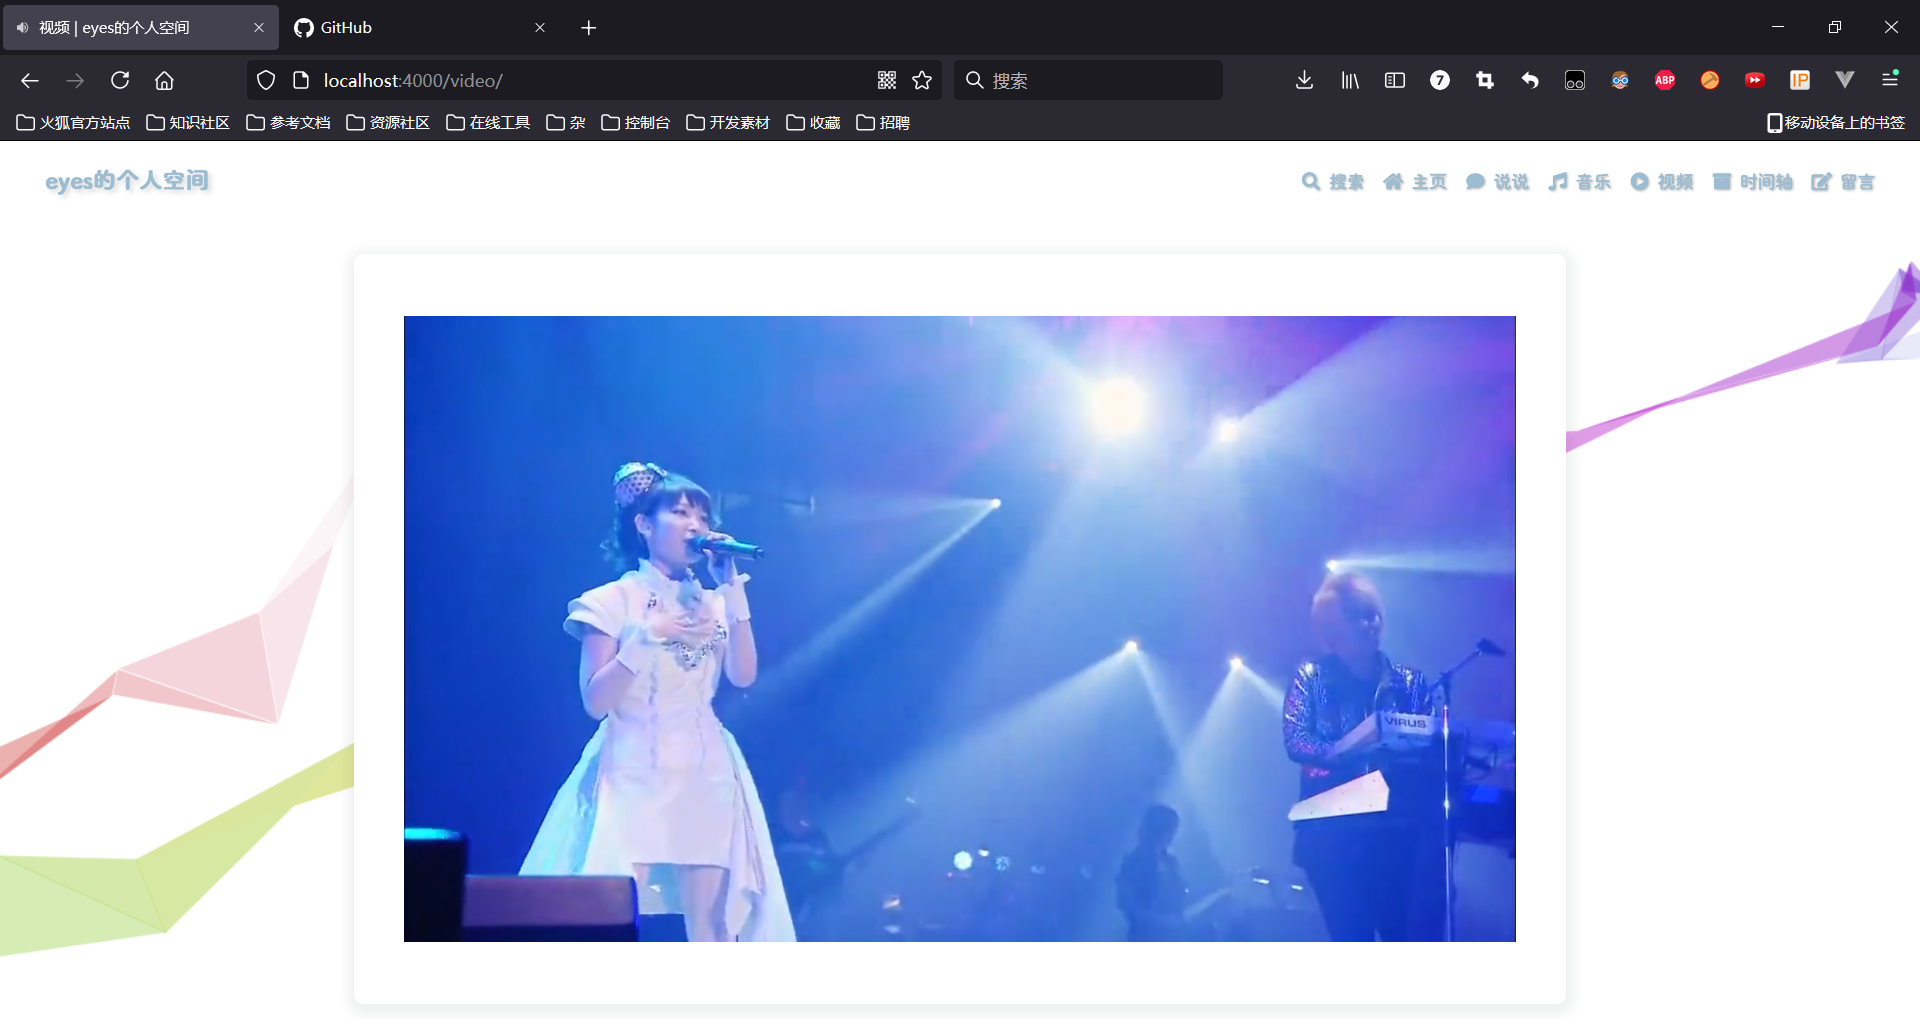 视频 | eyes的个人空间
GitHub
localhost:4000/video/
搜索
7
ABP
IP
火狐官方站点 知识社区 参考文档 资源社区 在线工具 杂 控制台 开发素材 收藏 招聘 移动设备上的书签
eyes的个人空间
搜索 主页 说说 音乐 视频 时间轴 留言
VIRUS